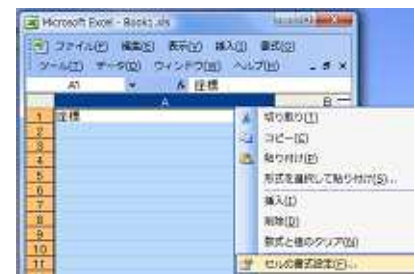 Microsoft Excel - Book1.xls
ファイル(F) 編集(E) 表示(V) 挿入(I) 書式(O)
ツール(T) データ(D) ウィンドウ(W) ヘルプ(H)
A1 fx 座標
A B
1 座標
2
3
4
5
6
7
8
9
10
11
切り取り(T)
コピー(C)
貼り付け(P)
形式を選択して貼り付け(S)...
挿入(I)
削除(D)
数式と値のクリア(N)
セルの書式設定(F)...